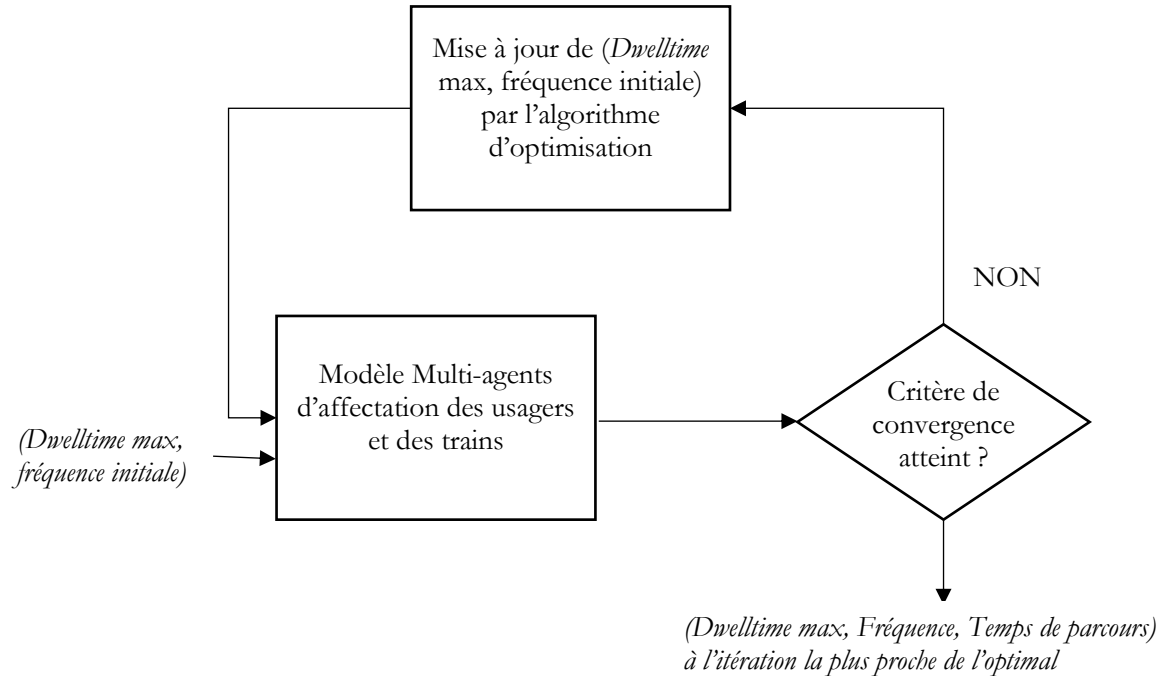 Mise à jour de (Dwelltime
max, fréquence initiale)
par l’algorithme
d’optimisation
NON
Modèle Multi-agents
d’affectation des usagers
et des trains
Critère de
convergence
atteint ?
(Dwelltime max,
fréquence initiale)
(Dwelltime max, Fréquence, Temps de parcours)
à l’itération la plus proche de l’optimal